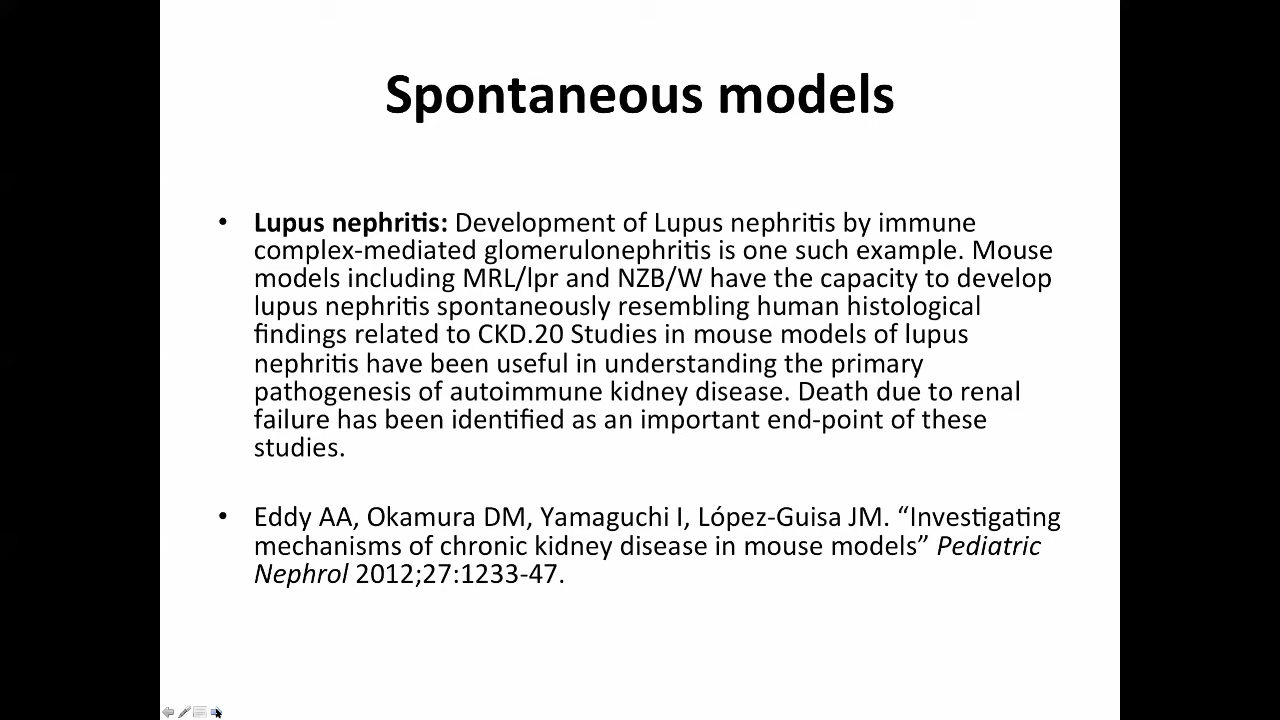 Spontaneous models
• Lupus nephritis: Development of Lupus nephritis by immune
complex-mediated glomerulonephritis is one such example. Mouse
models including MRL/lpr and NZB/W have the capacity to develop
lupus nephritis spontaneously resembling human histological
findings related to CKD.20 Studies in mouse models of lupus
nephritis have been useful in understanding the primary
pathogenesis of autoimmune kidney disease. Death due to renal
failure has been identified as an important end-point of these
studies.
• Eddy AA, Okamura DM, Yamaguchi I, López-Guisa JM. “Investigating
mechanisms of chronic kidney disease in mouse models” Pediatric
Nephrol 2012;27:1233-47.